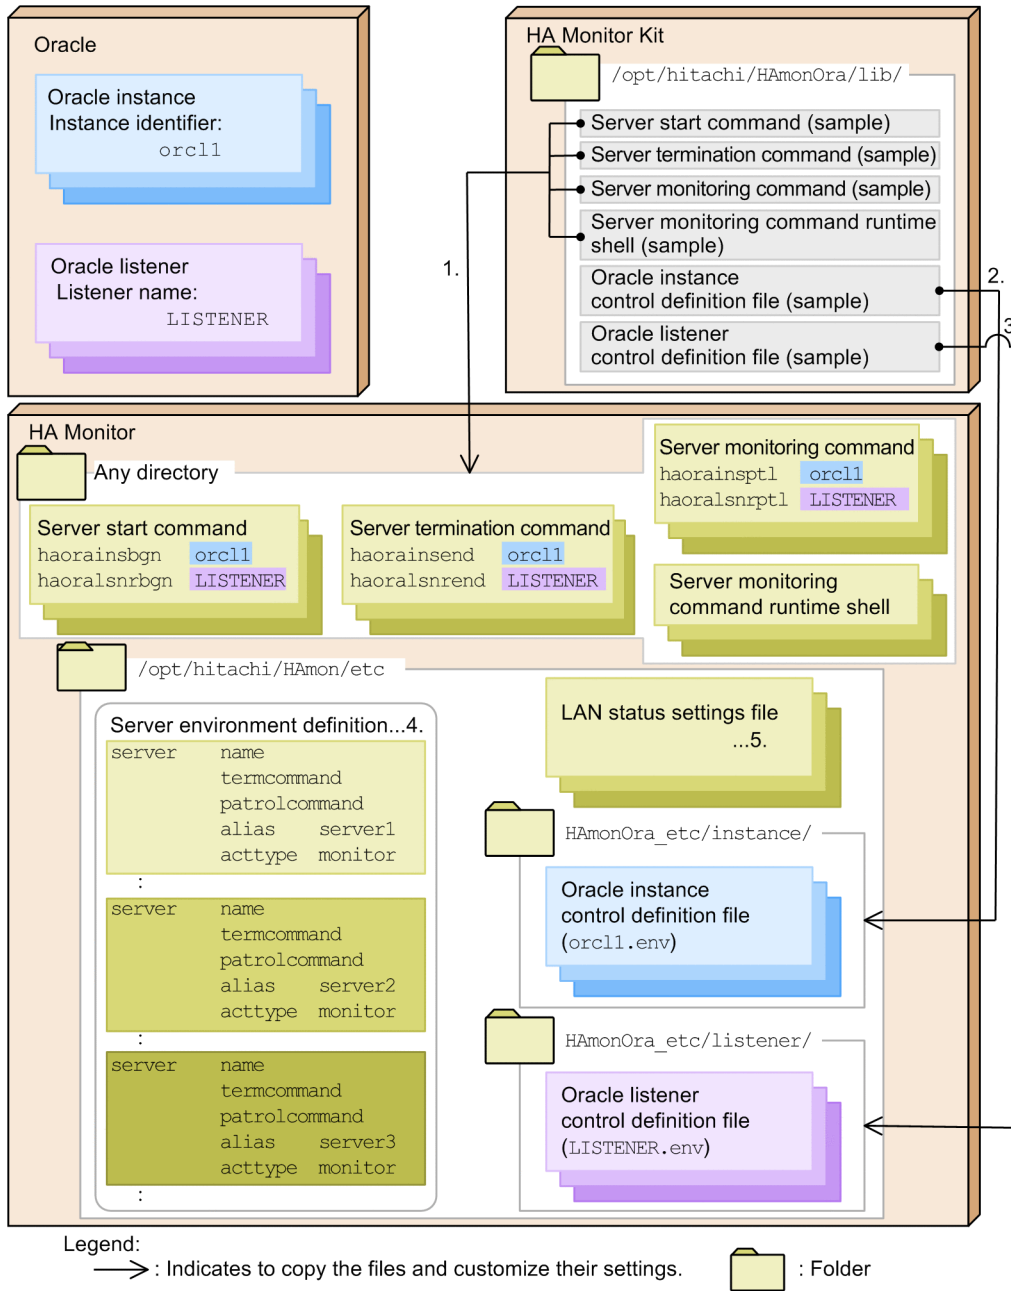 Oracle
Oracle instance
Instance identifier:
orcl1
Oracle listener
Listener name:
LISTENER
HA Monitor Kit
/opt/hitachi/HAmonOra/lib/
Server start command (sample)
Server termination command (sample)
Server monitoring command (sample)
Server monitoring command runtime
shell (sample)
Oracle instance
control definition file (sample)
Oracle listener
control definition file (sample)
1.
2.
3
HA Monitor
Any directory
Server start command
haorainsbgn orcl1
haoralsnrbgn LISTENER
Server termination command
haorainsend orcl1
haoralsnrend LISTENER
Server monitoring command
haorainsptl orcl1
haoralsnrptl LISTENER
Server monitoring
command runtime shell
/opt/hitachi/HAmon/etc
Server environment definition...4.
server name
termcommand
patrolcommand
alias server1
acttype monitor
:
server name
termcommand
patrolcommand
alias server2
acttype monitor
:
server name
termcommand
patrolcommand
alias server3
acttype monitor
:
LAN status settings file
...5.
HAmonOra_etc/instance/
Oracle instance
control definition file
(orcl1.env)
HAmonOra_etc/listener/
Oracle listener
control definition file
(LISTENER.env)
Legend:
: Indicates to copy the files and customize their settings.
: Folder